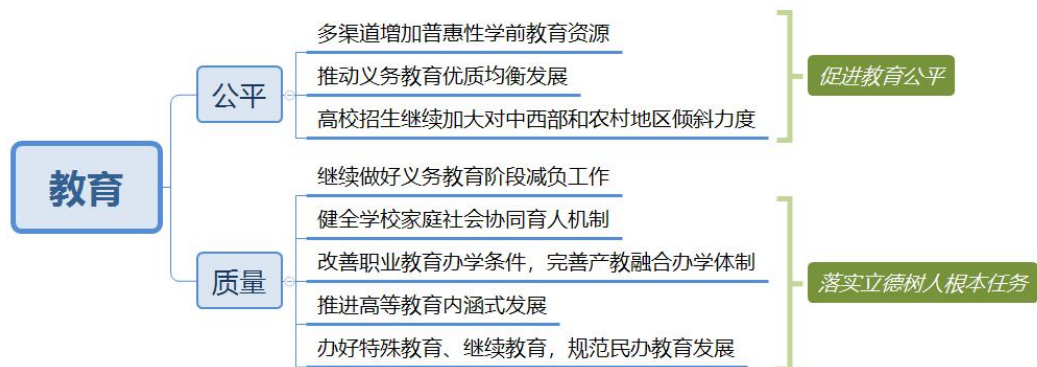 教育
公平
多渠道增加普惠性学前教育资源
推动义务教育优质均衡发展
高校招生继续加大对中西部和农村地区倾斜力度
促进教育公平
质量
继续做好义务教育阶段减负工作
健全学校家庭社会协同育人机制
改善职业教育办学条件，完善产教融合办学体制
推进高等教育内涵式发展
办好特殊教育、继续教育，规范民办教育发展
落实立德树人根本任务